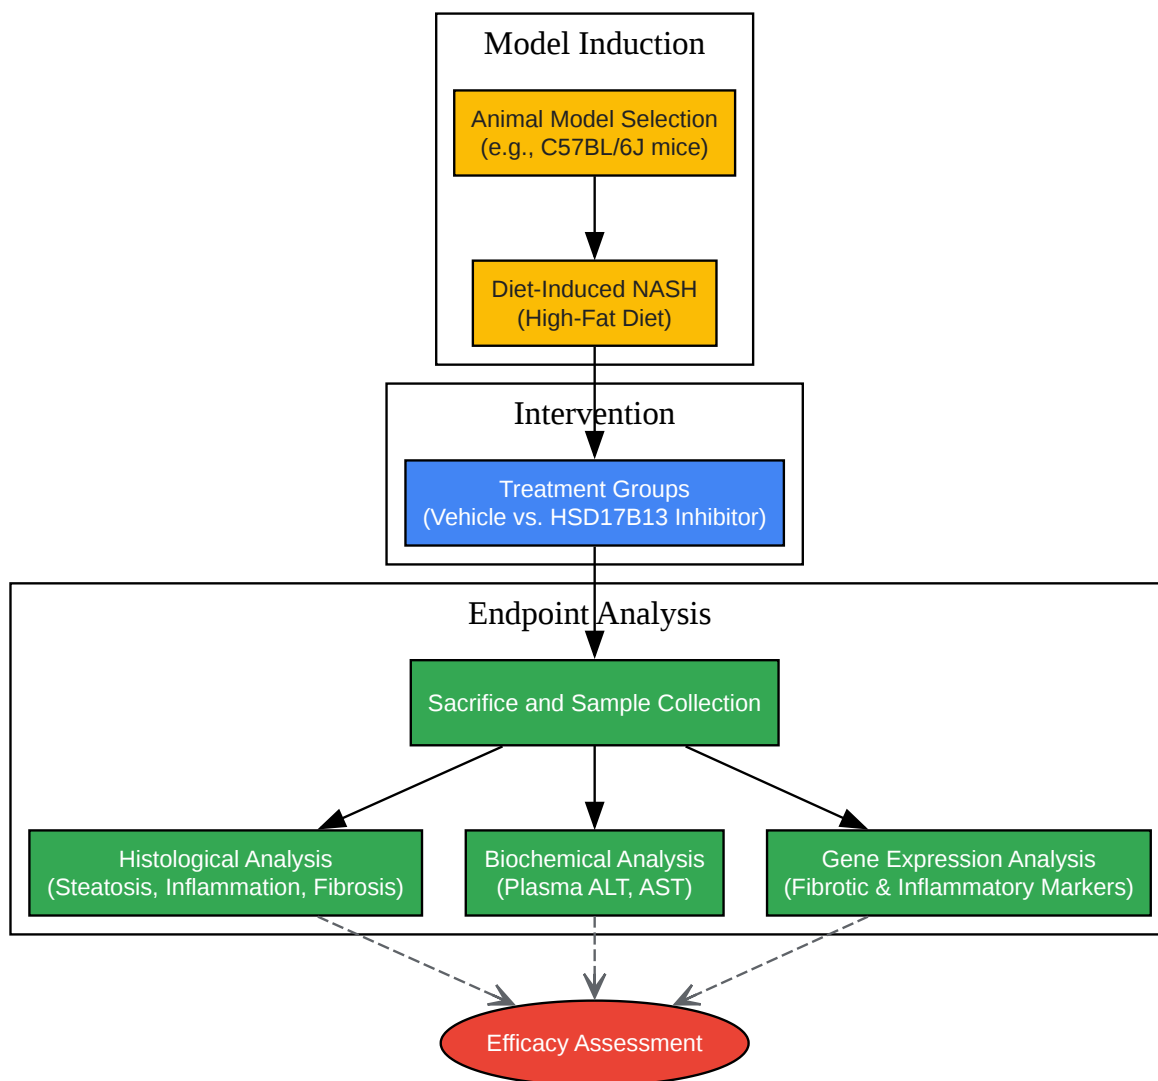 Model Induction
Animal Model Selection
(e.g., C57BL/6J mice)
Diet-Induced NASH
(High-Fat Diet)
Intervention
Treatment Groups
(Vehicle vs. HSD17B13 Inhibitor)
Endpoint Analysis
Sacrifice and Sample Collection
Histological Analysis
(Steatosis, Inflammation, Fibrosis)
Biochemical Analysis
(Plasma ALT, AST)
Gene Expression Analysis
(Fibrotic & Inflammatory Markers)
Efficacy Assessment